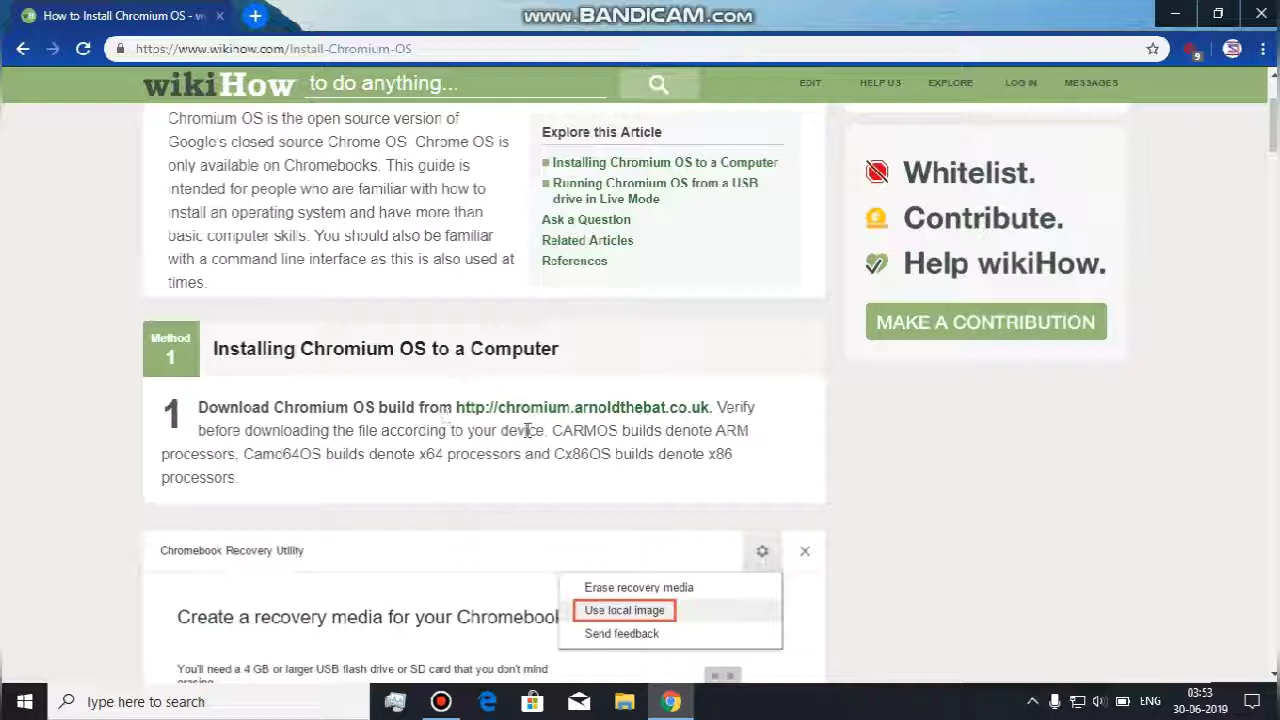 How to Install Chromium OS - w
www.BANDICAM.com
https://www.wikihow.com/Install-Chromium-OS
9
wikiHow to do anything...
EDIT
HELP US
EXPLORE
LOG IN
MESSAGES
Chromium OS is the open source version of
Google's closed source Chrome OS Chrome OS is
only available on Chromebooks. This guide is
intended for people who are familiar with how to
install an operating system and have more than
basic computer skills. You should also be familiar
with a command line interface as this is also used at
times.
Explore this Article
Installing Chromium OS to a Computer
Running Chromium OS from a USB
drive in Live Mode
Ask a Question
Related Articles
References
Whitelist.
Contribute.
Help wikiHow.
MAKE A CONTRIBUTION
Method
1
Installing Chromium OS to a Computer
1
Download Chromium OS build from http://chromium.arnoldthebat.co.uk. Verify
before downloading the file according to your device. CARMOS builds denote ARM
processors, Camd64OS builds denote x64 processors and Cx86OS builds denote x86
processors.
Chromebook Recovery Utility
Erase recovery media
Use local image
Send feedback
Create a recovery media for your Chromebook
You'll need a 4 GB or larger USB flash drive or SD card that you don't mind
Type here to search
ENG
03:53
30-06-2019